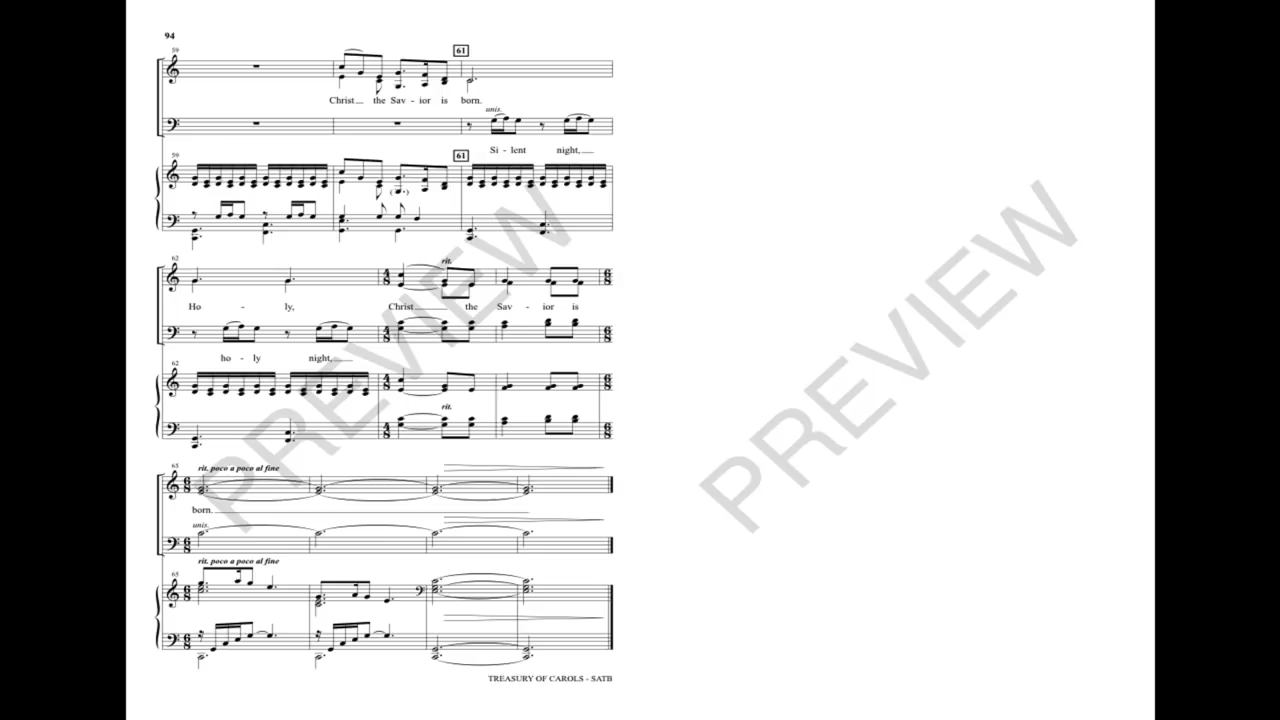 94
59
61
Christ the Sav - ior is born.
unis.
Si - lent night,
59
61
62
rit.
Ho - ly, Christ the Sav - ior is
ho - ly night,
62
rit.
65
rit. poco a poco al fine
born.
unis.
rit. poco a poco al fine
65
TREASURY OF CAROLS - SATB
PREVIEW
PREVIEW